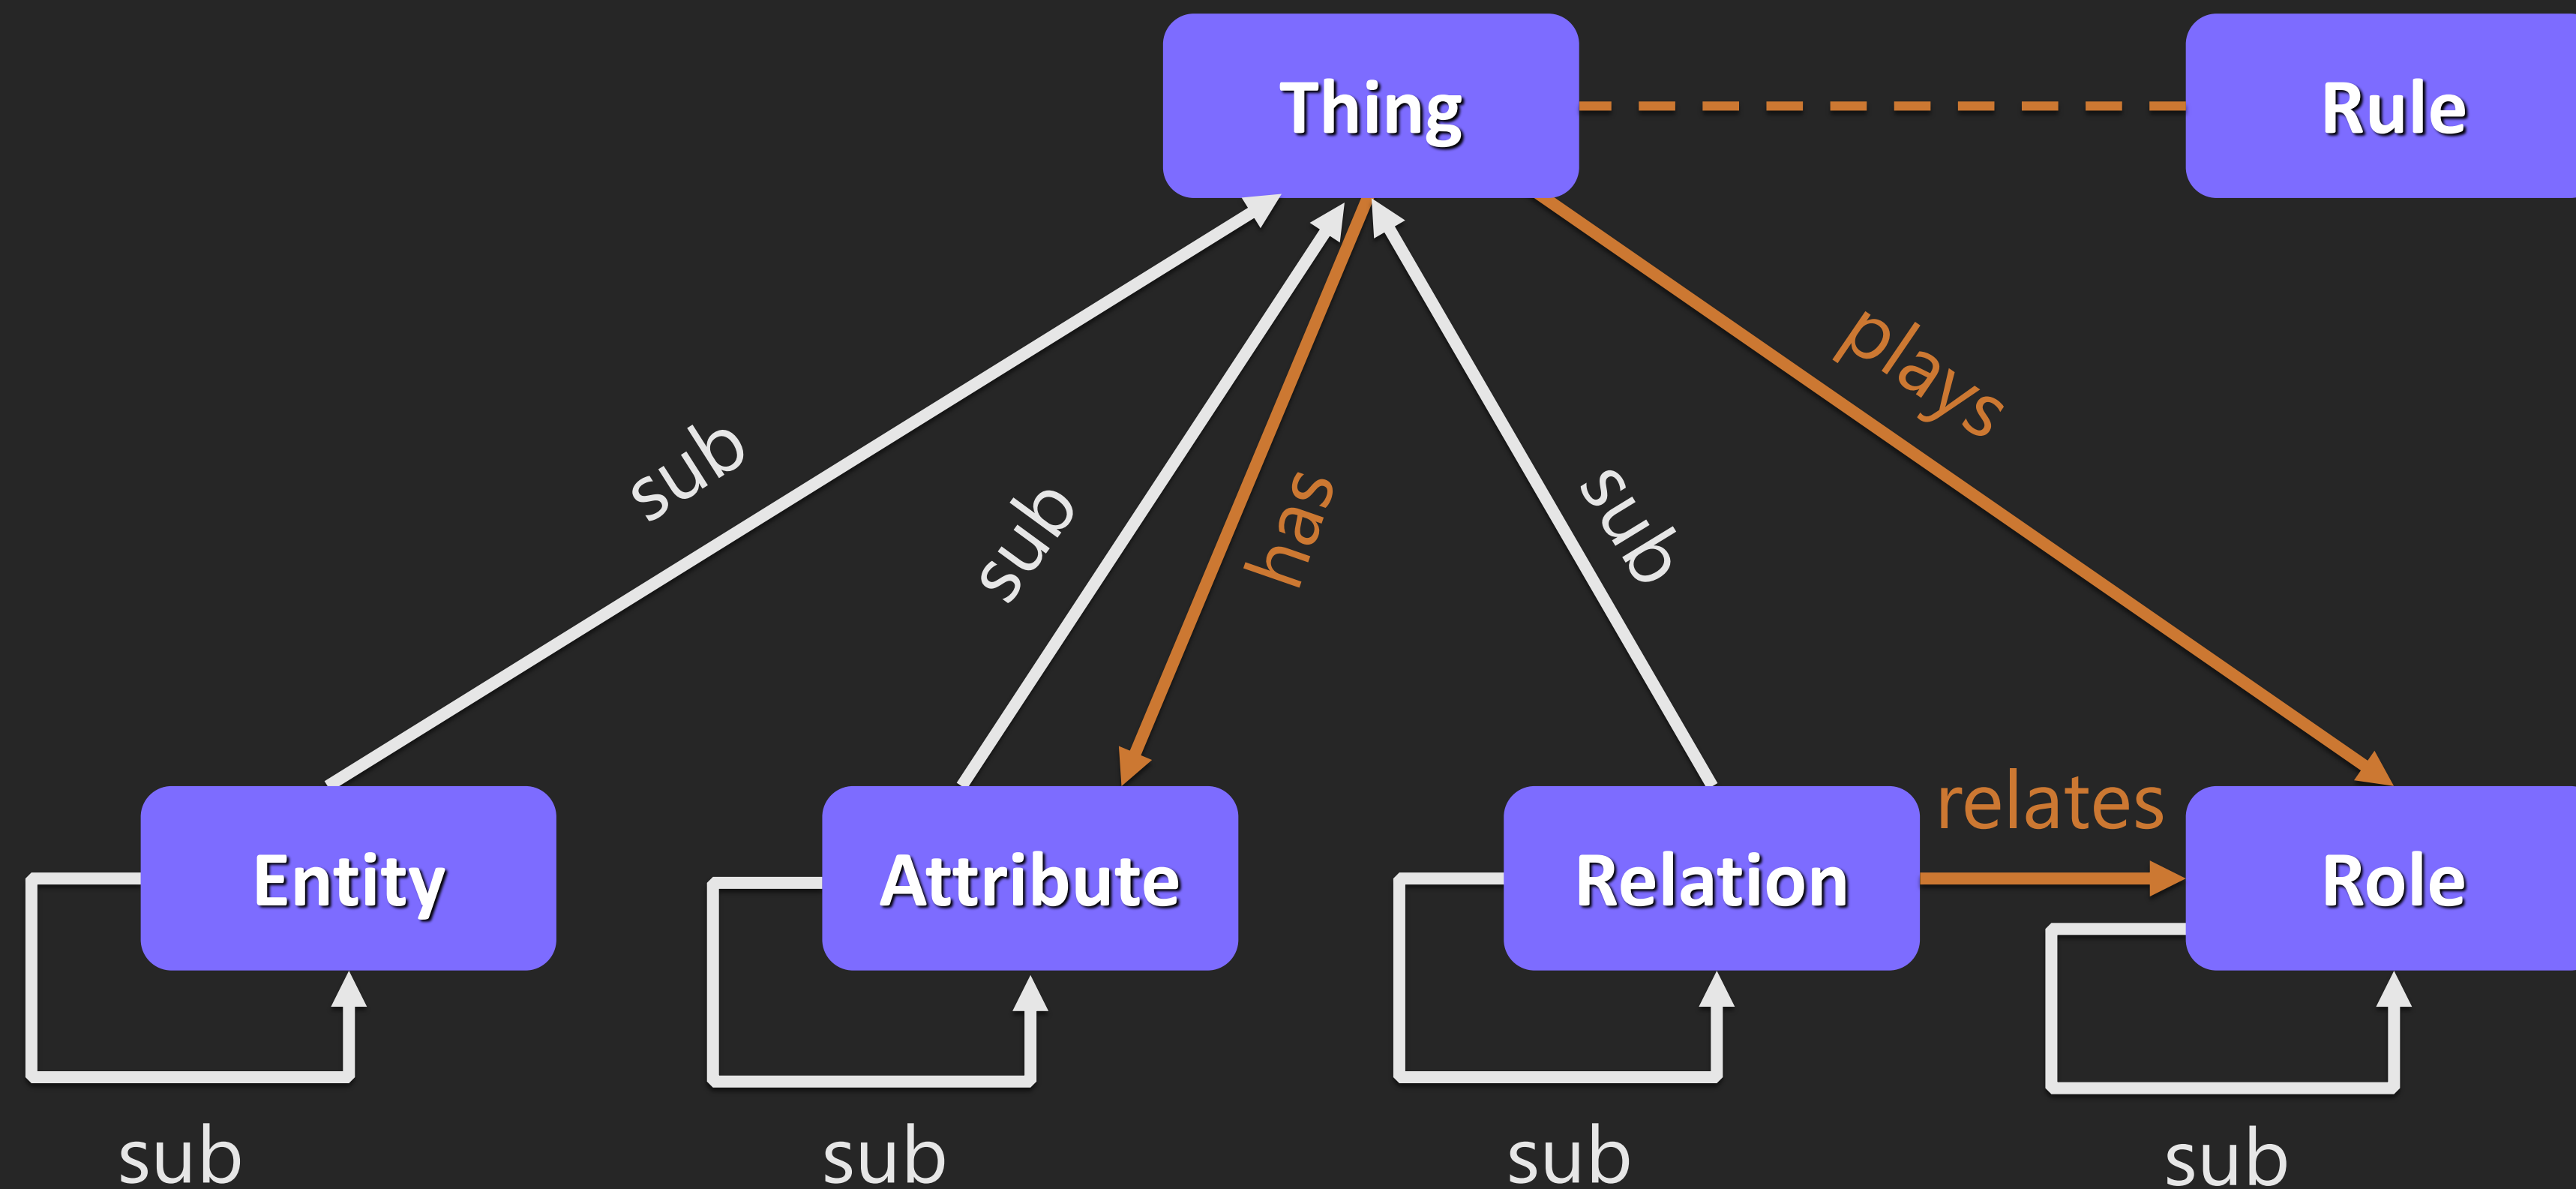 Thing
Rule
plays
sub
sub
has
sub
relates
Entity
Attribute
Relation
Role
sub
sub
sub
sub